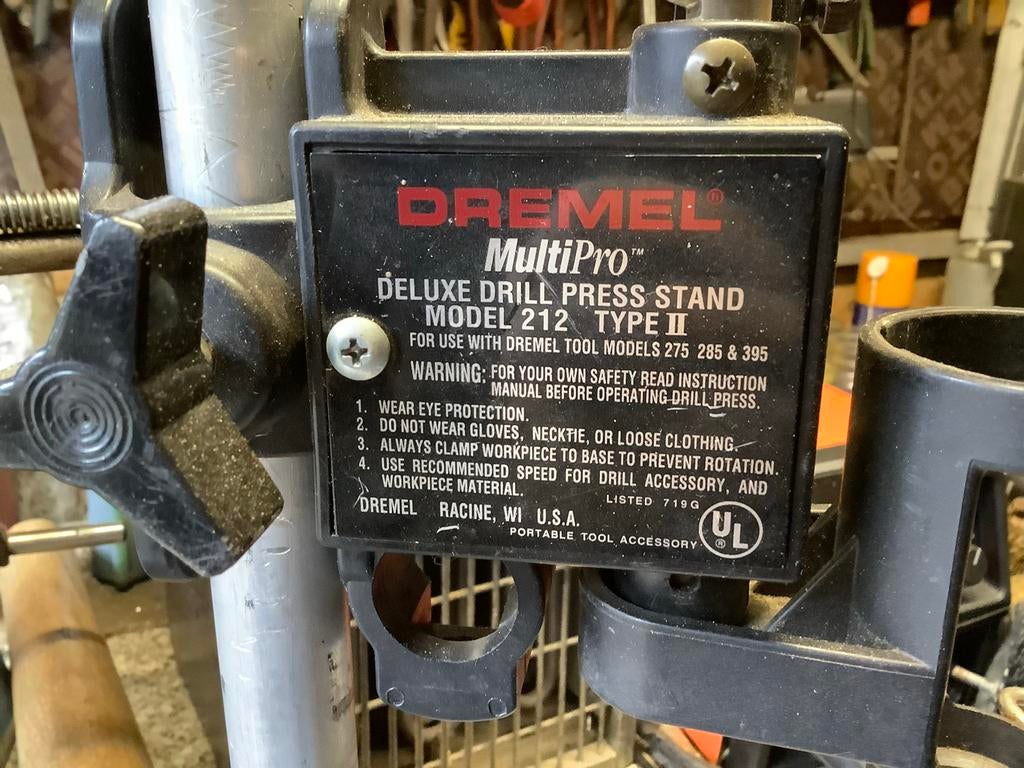 DREMEL®
MultiPro™
DELUXE DRILL PRESS STAND
MODEL 212 TYPE II
FOR USE WITH DREMEL TOOL MODELS 275 285 & 395
WARNING: FOR YOUR OWN SAFETY READ INSTRUCTION
MANUAL BEFORE OPERATING DRILL PRESS.
1. WEAR EYE PROTECTION.
2. DO NOT WEAR GLOVES, NECKTIE, OR LOOSE CLOTHING.
3. ALWAYS CLAMP WORKPIECE TO BASE TO PREVENT ROTATION.
4. USE RECOMMENDED SPEED FOR DRILL ACCESSORY, AND
WORKPIECE MATERIAL.
LISTED 719G
DREMEL RACINE, WI U.S.A.
PORTABLE TOOL ACCESSORY
UL®